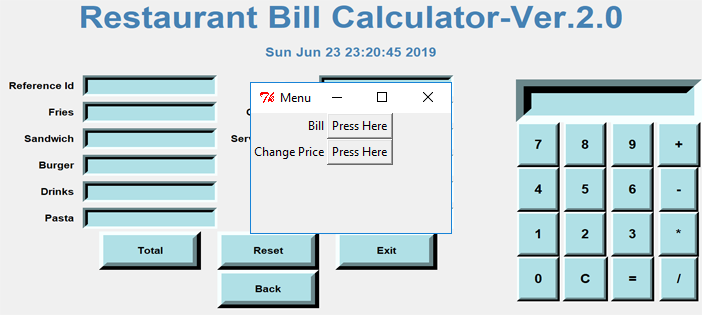 Restaurant Bill Calculator-Ver.2.0
Sun Jun 23 23:20:45 2019
Reference Id
Fries
Sandwich
Burger
Drinks
Pasta
Menu
Bill Press Here
Change Price Press Here
Total Reset Exit
Back
7 8 9 +
4 5 6 -
1 2 3 *
0 C = /